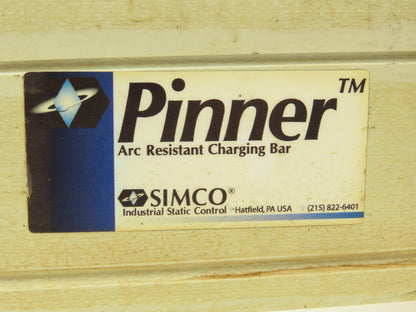 Pinner™
Arc Resistant Charging Bar
SIMCO®
Industrial Static Control Hatfield, PA USA (215) 822-6401